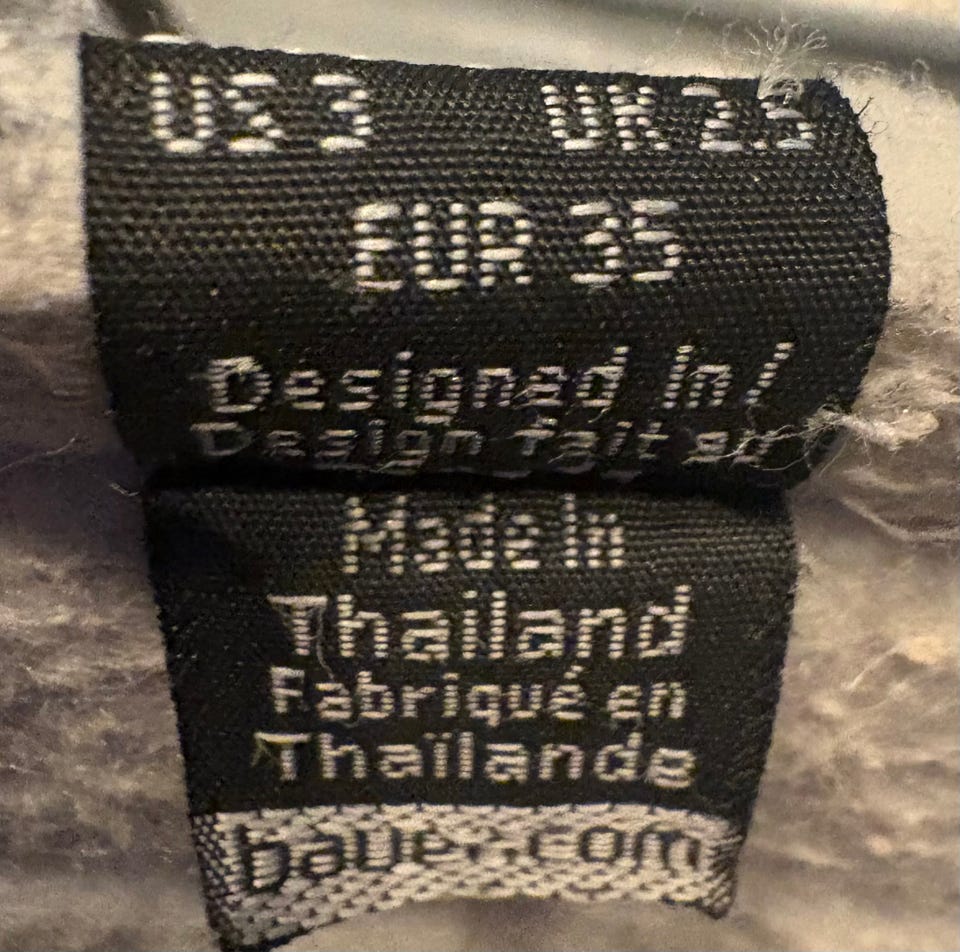 US 3 UK 2.5
EUR 35
Designed in/
Design fait au
Made in
Thailand
Fabriqué en
Thaïlande
bauer.com